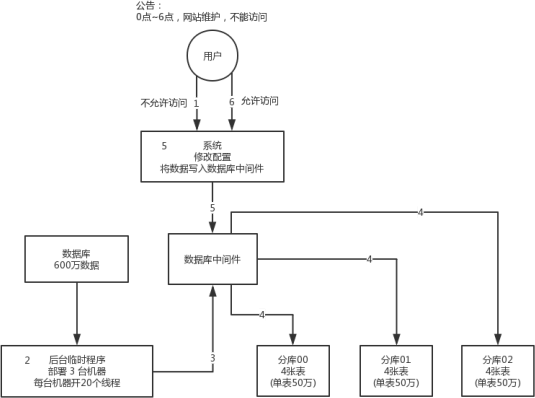 公告：
0点~6点，网站维护，不能访问
用户
不允许访问 1
6 允许访问
5 系统
修改配置
将数据写入数据库中间件
5
4
数据库
600万数据
数据库中间件
4
4
2 后台临时程序
部署 3 台机器
每台机器开20个线程
3
分库00
4张表
(单表50万)
分库01
4张表
(单表50万)
分库02
4张表
(单表50万)